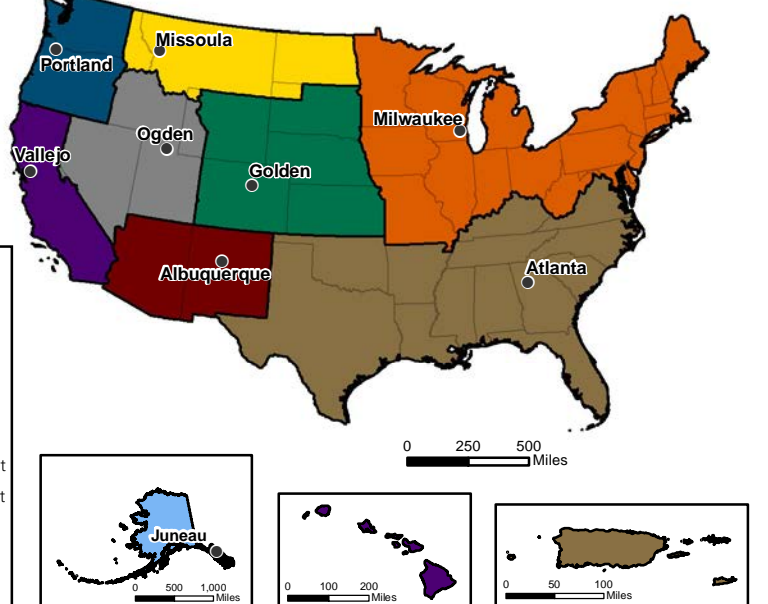 Missoula
Portland
Milwaukee
Ogden
Vallejo
Golden
Albuquerque
Atlanta
0 250 500
Miles
t
t
Juneau
0 500 1,000
Miles
0 100 200
Miles
0 50 100
Miles